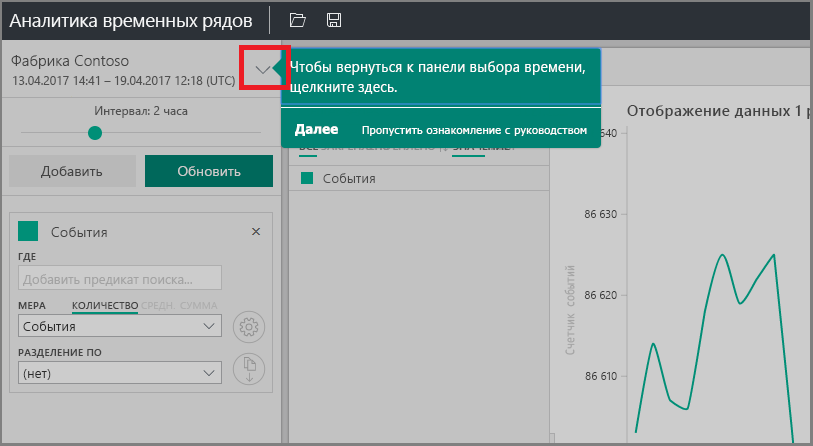 Аналитика временных рядов
Фабрика Contoso
13.04.2017 14:41 – 19.04.2017 12:18 (UTC)
Чтобы вернуться к панели выбора времени,
щелкните здесь.
Далее
Пропустить ознакомление с руководством
Интервал: 2 часа
Добавить
Обновить
События
ГДЕ
Добавить предикат поиска...
МЕРА
КОЛИЧЕСТВО СРЕДН. СУММА
События
РАЗДЕЛЕНИЕ ПО
(нет)
События
Отображение данных 1 р
640
86 630
86 620
86 610
Счетчик событий